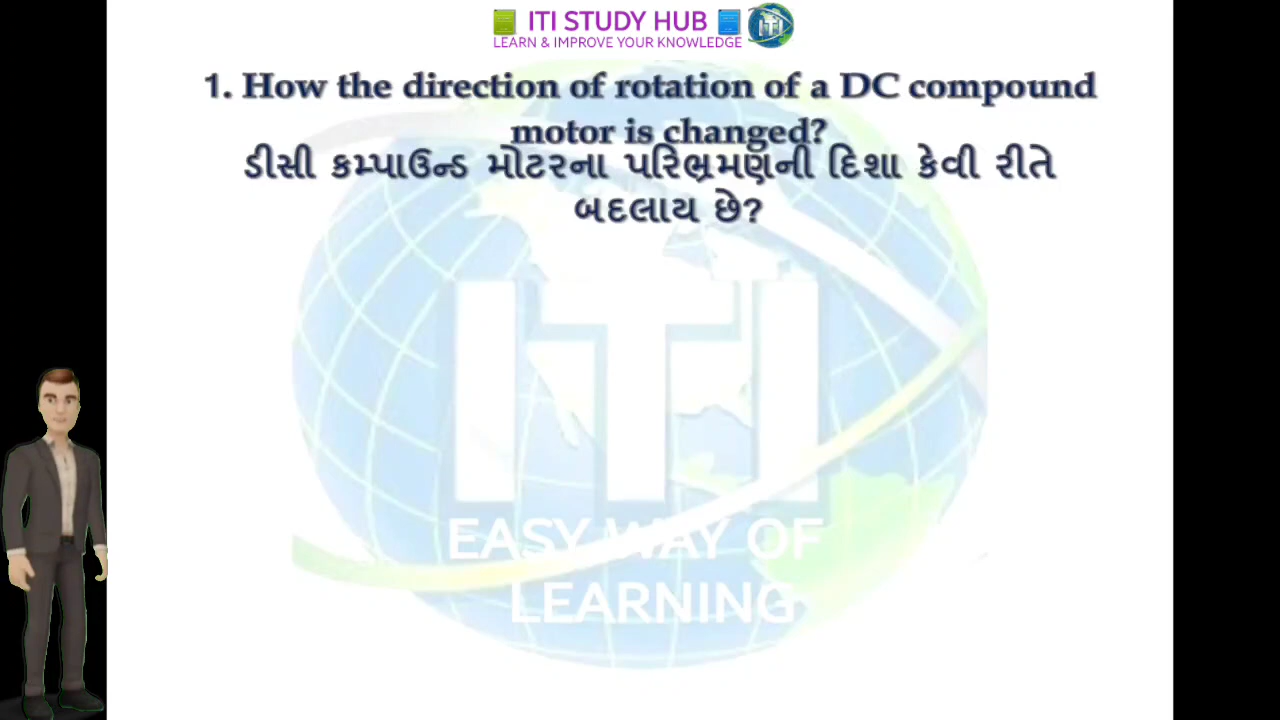 ITI STUDY HUB
LEARN & IMPROVE YOUR KNOWLEDGE
ITI
1. How the direction of rotation of a DC compound
motor is changed?
ડીસી કમ્પાઉન્ડ મોટરના પરિભ્રમણની દિશા કેવી રીતે
બદલાય છે?
ITI
EASY WAY OF
LEARNING